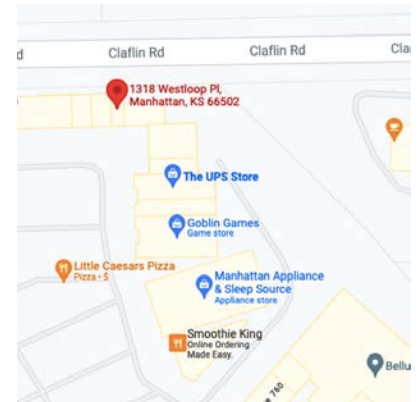 d
Claflin Rd
Claflin Rd
Cla
1318 Westloop Pl,
Manhattan, KS 66502
The UPS Store
Goblin Games
Game store
Little Caesars Pizza
Pizza • $
Manhattan Appliance
& Sleep Source
Appliance store
Smoothie King
Online Ordering
Made Easy.
Bellu
e 760